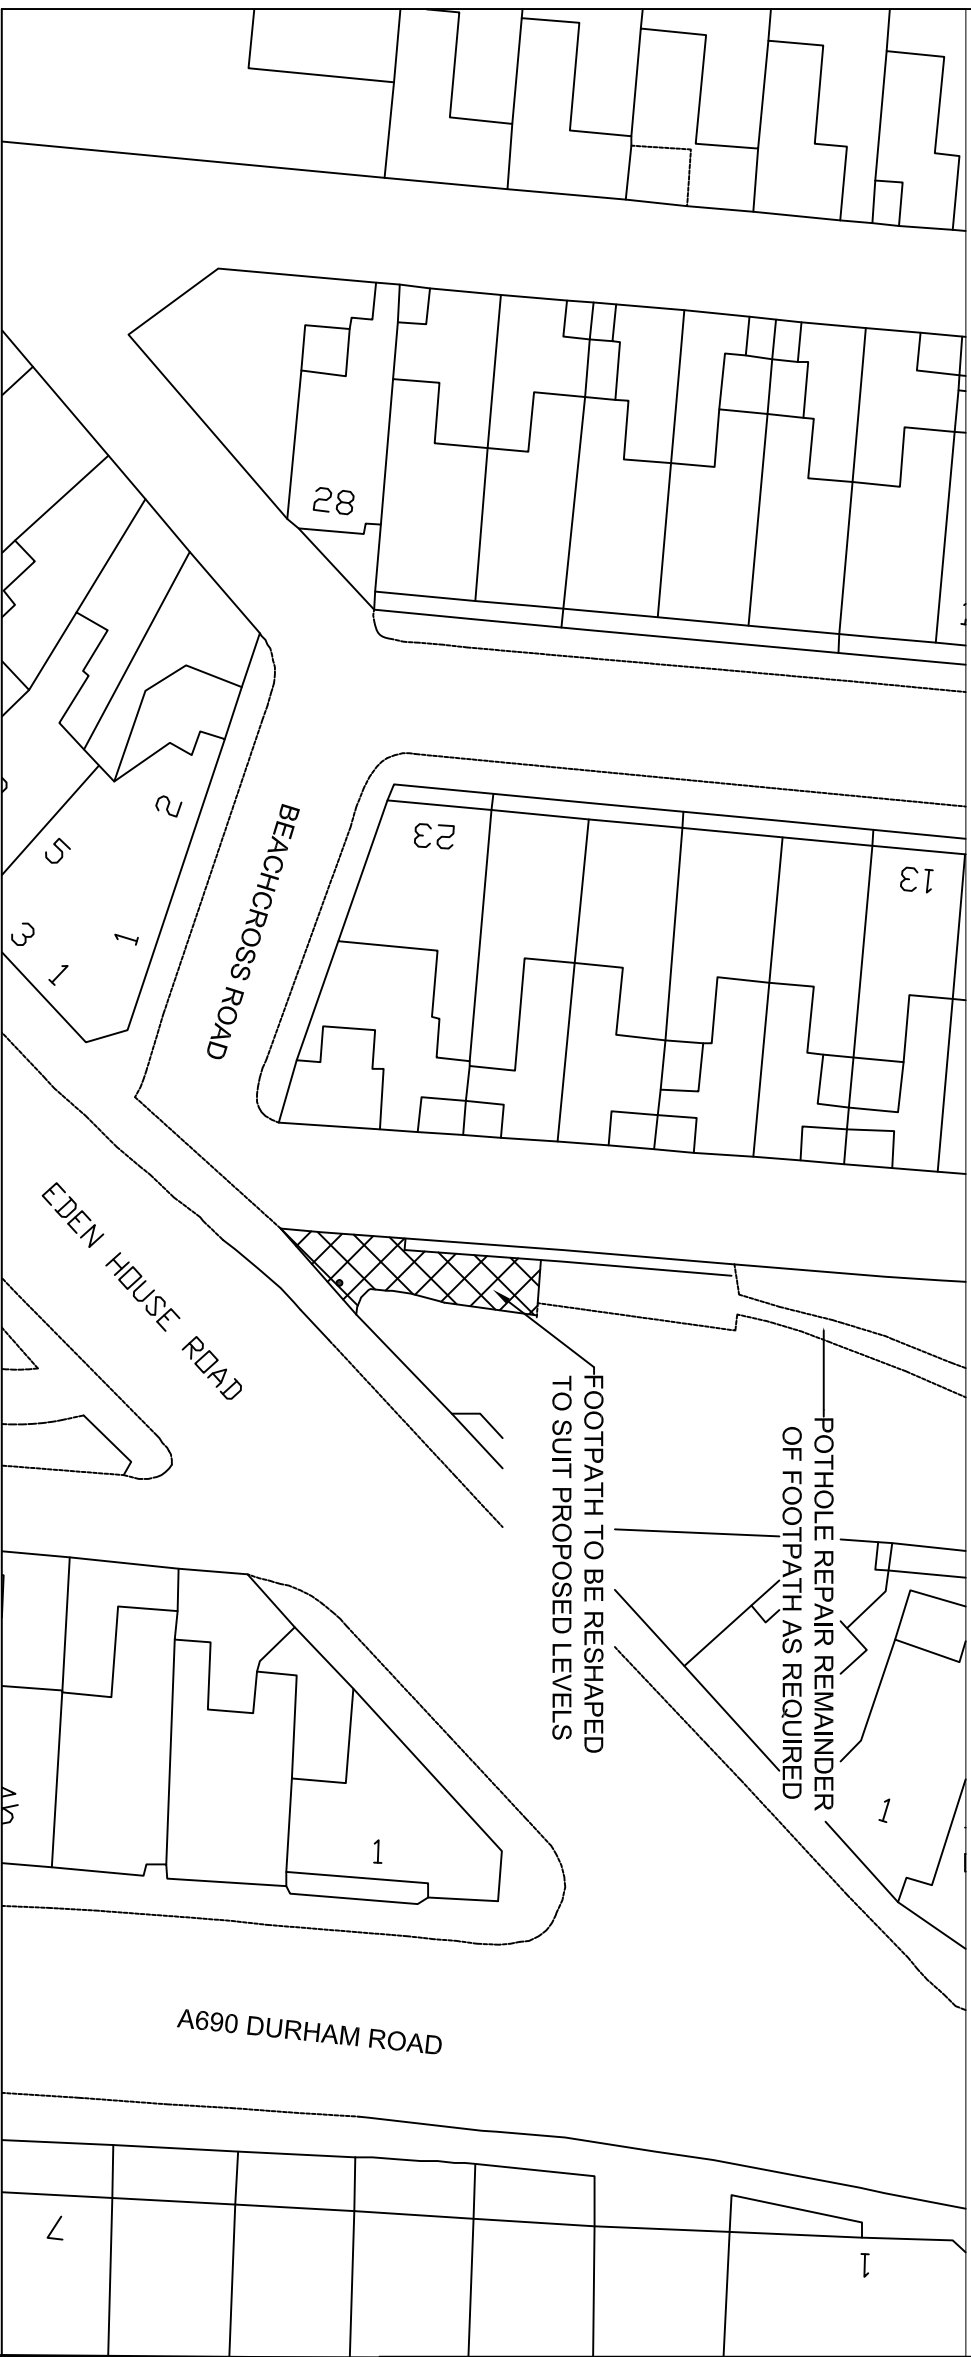 28
23
13
2
5
3
1
1
BEACHCROSS ROAD
EDEN HOUSE ROAD
FOOTPATH TO BE RESHAPED
TO SUIT PROPOSED LEVELS
POTHOLE REPAIR REMAINDER
OF FOOTPATH AS REQUIRED
1
1
A690 DURHAM ROAD
7
1